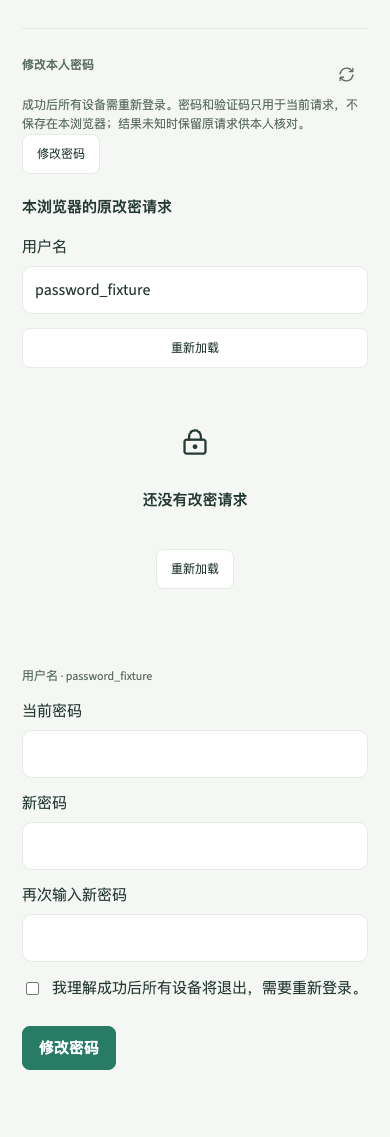 修改本人密码
成功后所有设备需重新登录。密码和验证码只用于当前请求，不
保存在本浏览器；结果未知时保留原请求供本人核对。
修改密码
本浏览器的原改密请求
用户名
password_fixture
重新加载
还没有改密请求
重新加载
用户名 · password_fixture
当前密码
新密码
再次输入新密码
我理解成功后所有设备将退出，需要重新登录。
修改密码